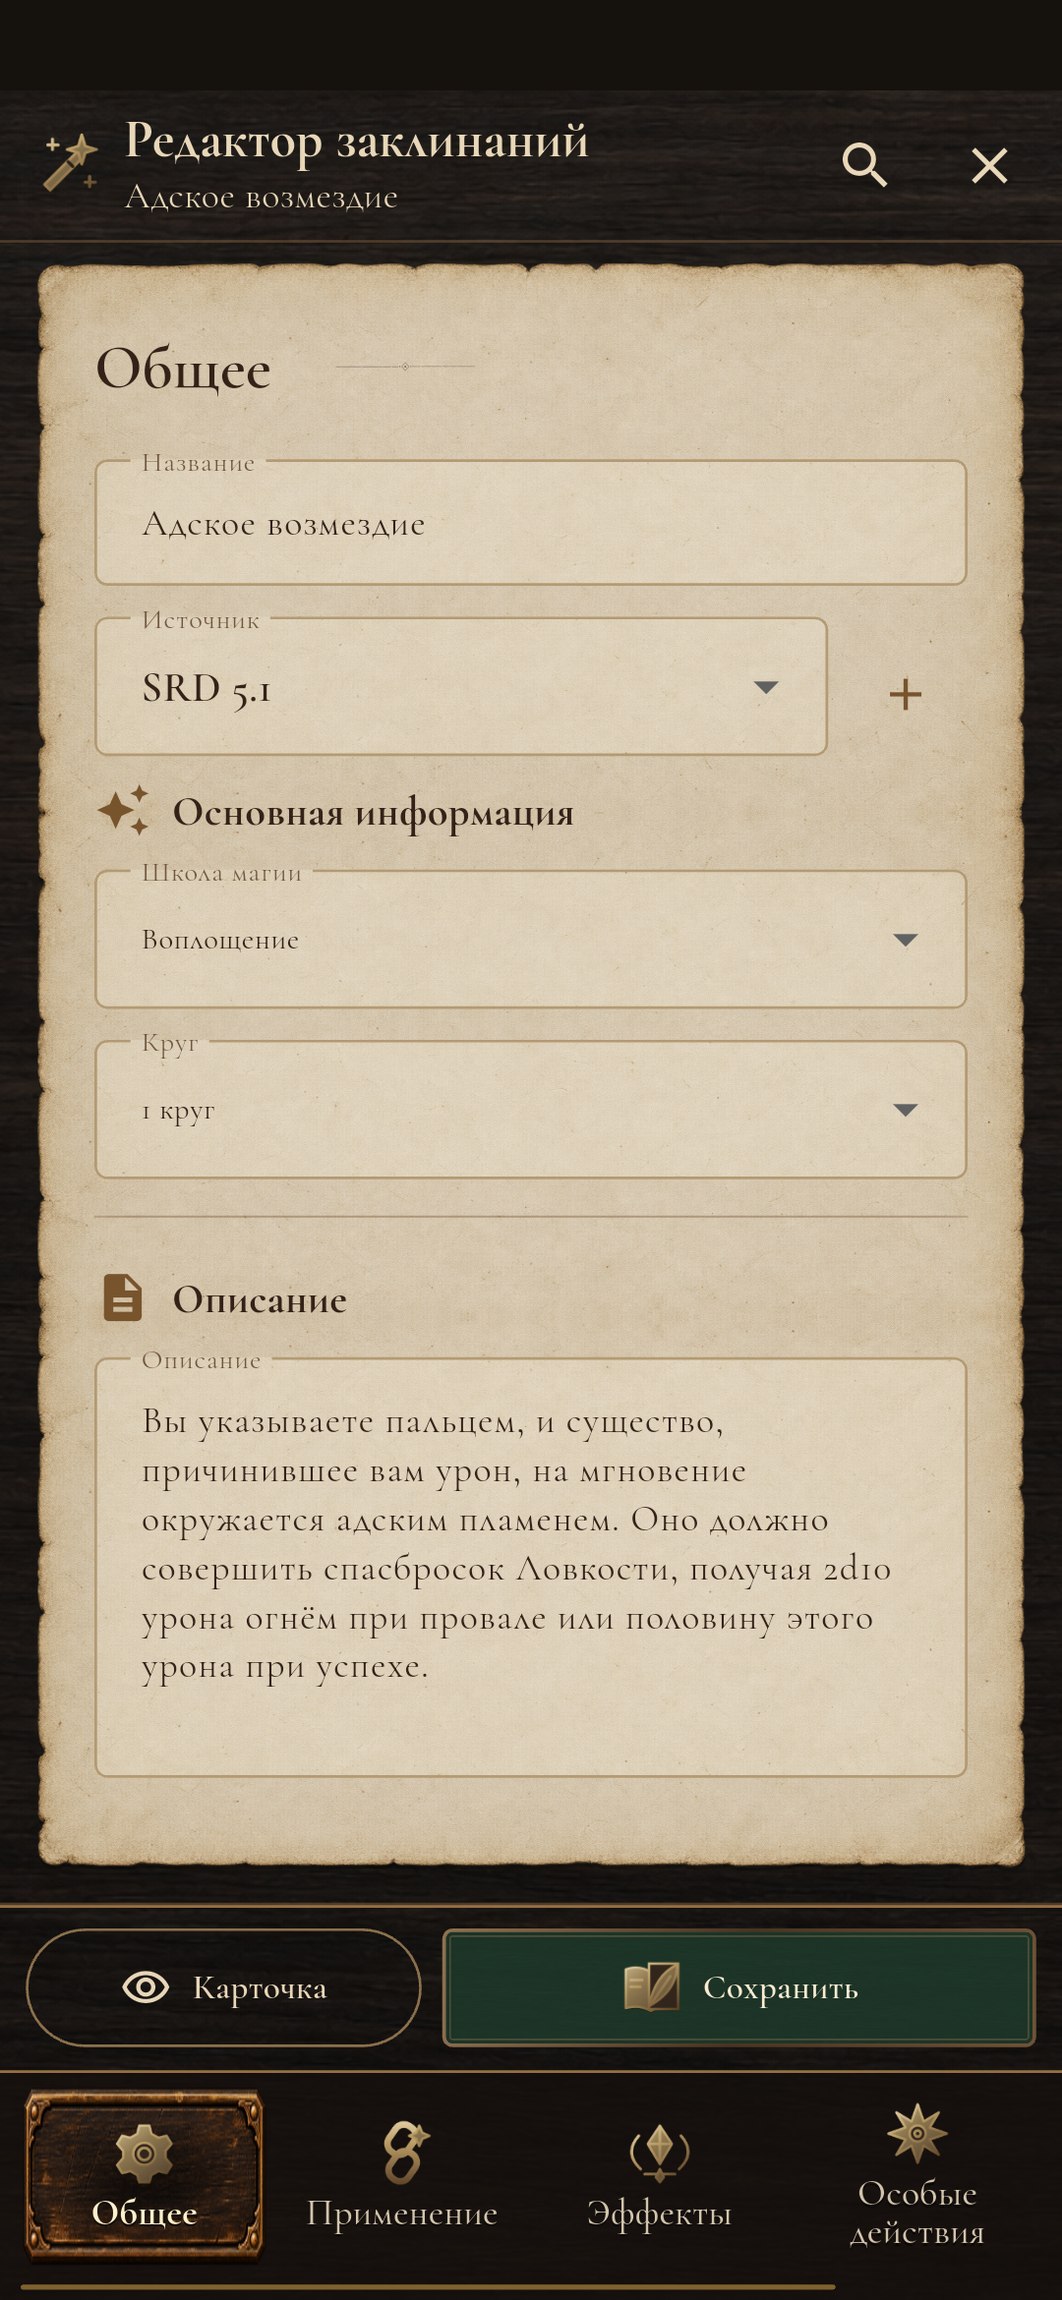 Редактор заклинаний
Адское возмездие
Общее
Название
Адское возмездие
Источник
SRD 5.1
Основная информация
Школа магии
Воплощение
Круг
1 круг
Описание
Описание
Вы указываете пальцем, и существо,
причинившее вам урон, на мгновение
окружается адским пламенем. Оно должно
совершить спасбросок Ловкости, получая 2d10
урона огнём при провале или половину этого
урона при успехе.
Карточка
Сохранить
Общее
Применение
Эффекты
Особые
действия